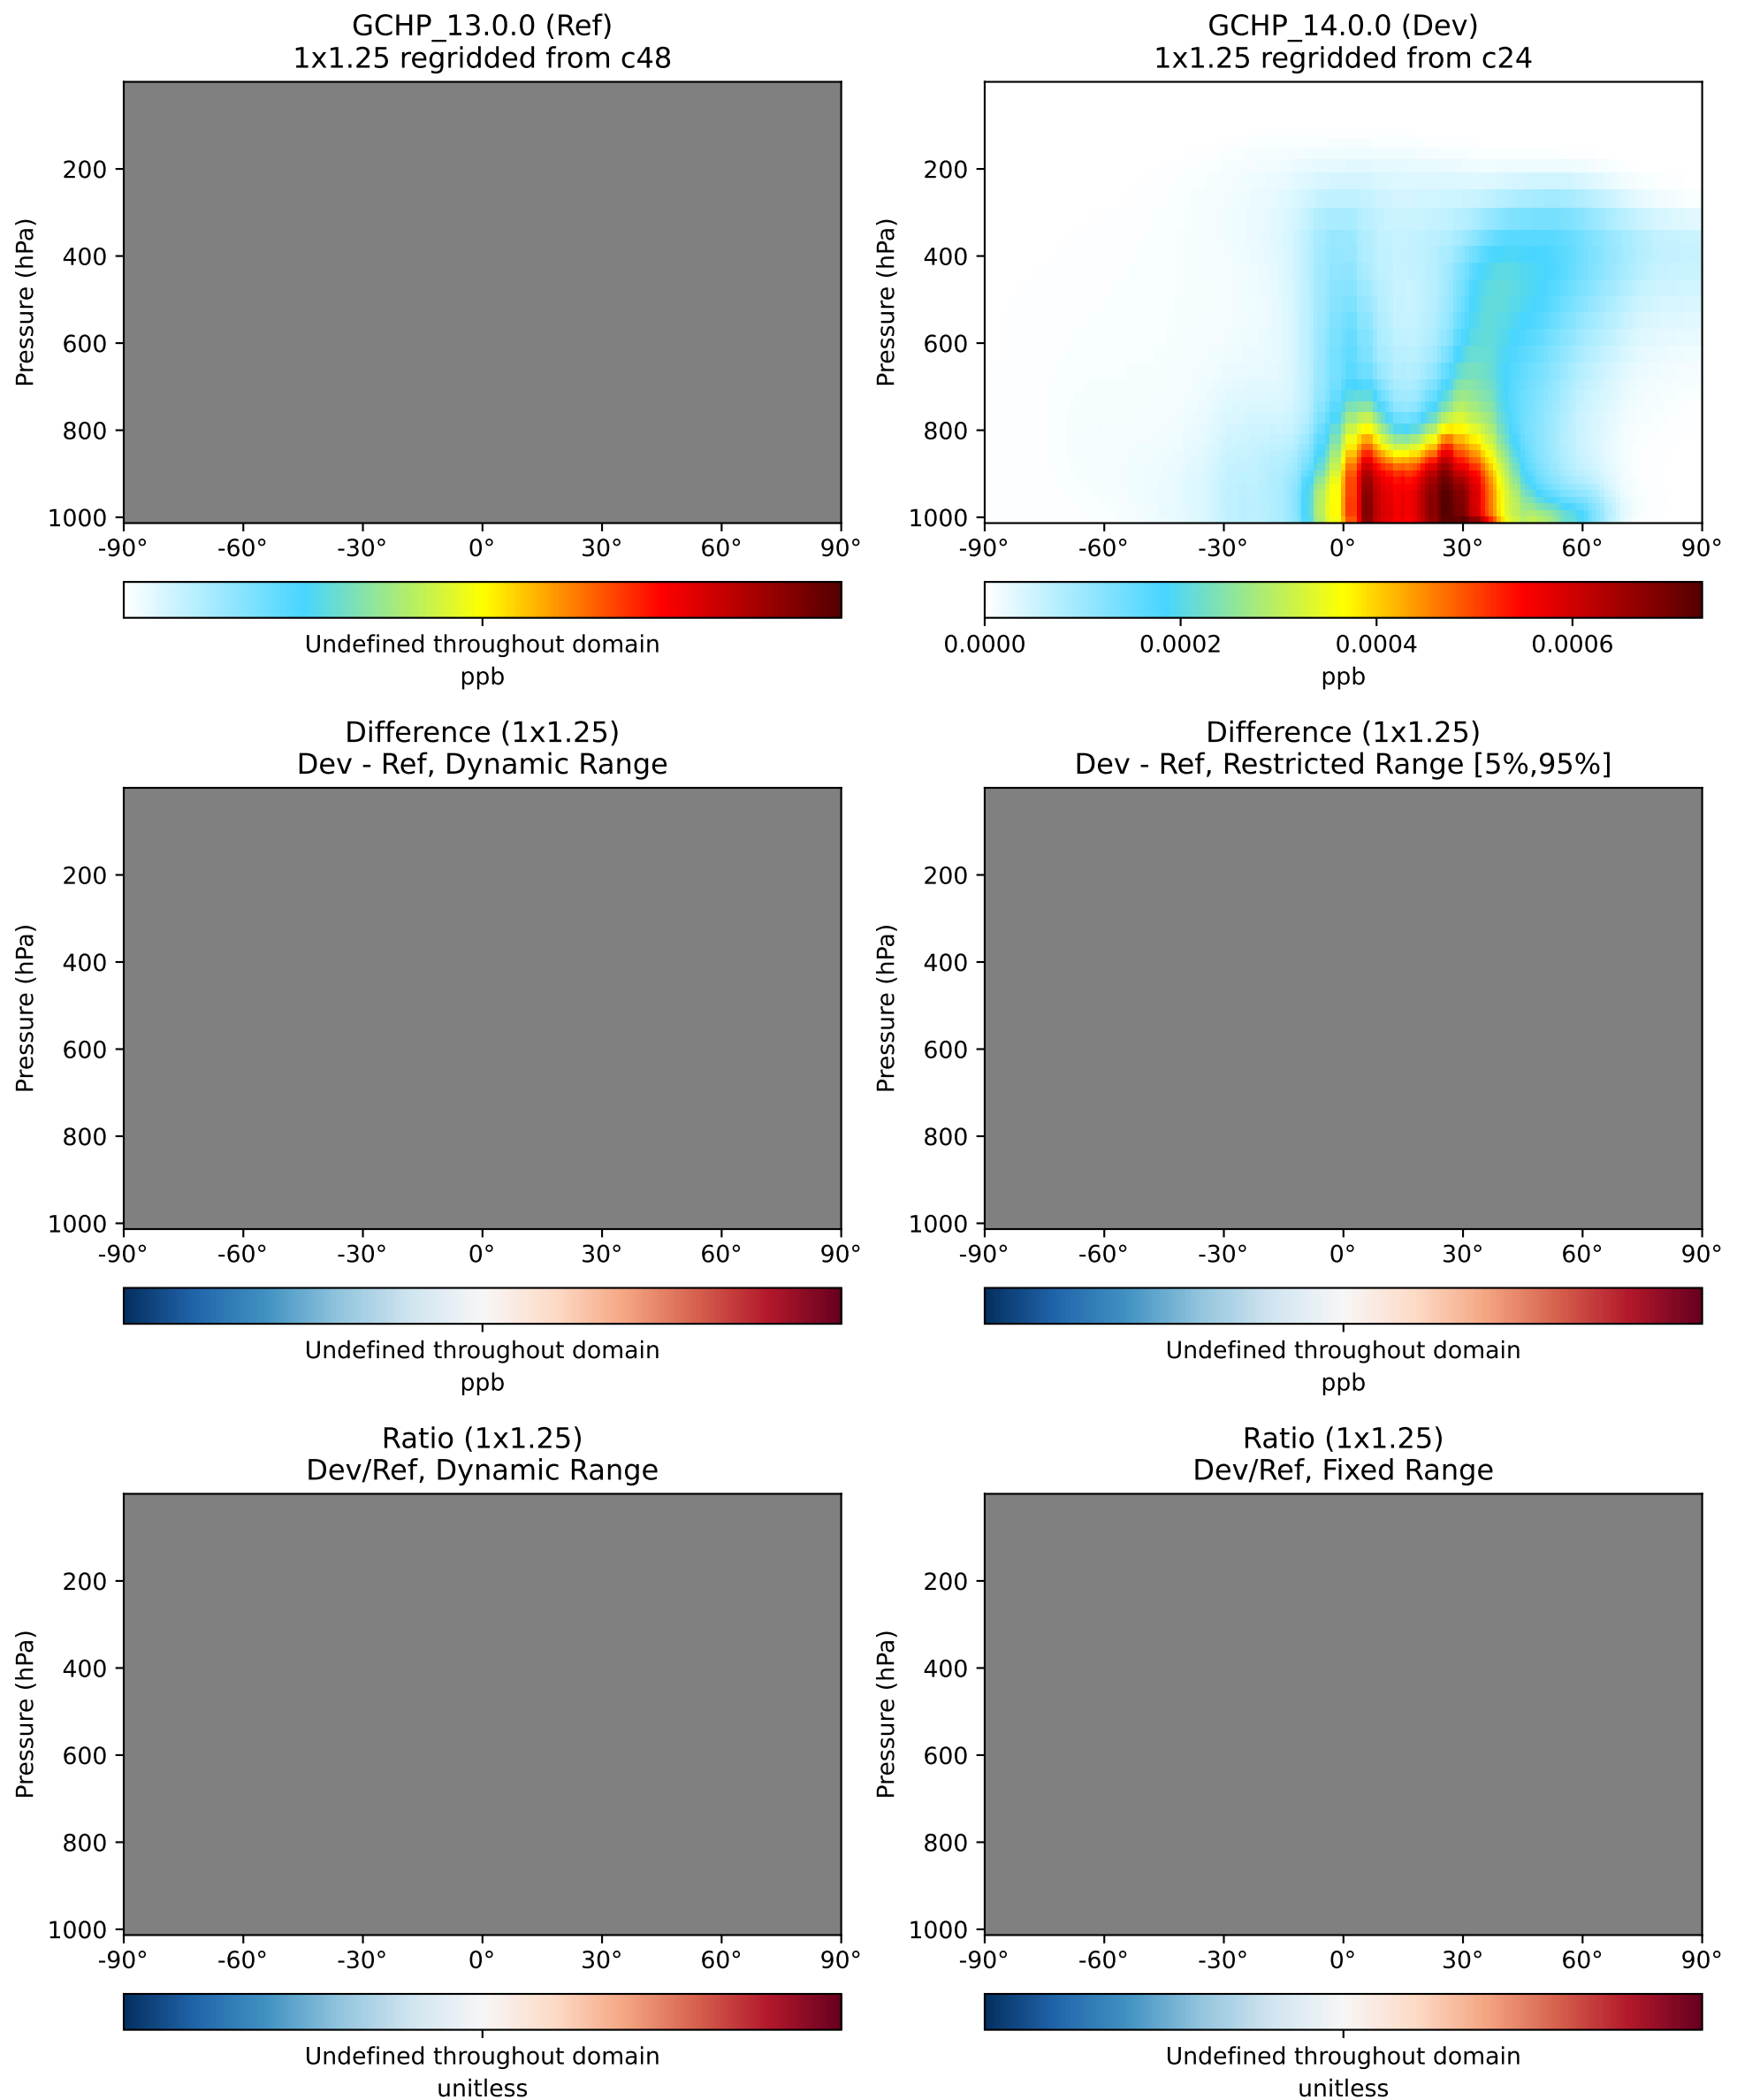 GCHP_13.0.0 (Ref)
1x1.25 regridded from c48
Pressure (hPa)
200
400
600
800
1000
-90° -60° -30° 0° 30° 60° 90°
Undefined throughout domain
ppb
GCHP_14.0.0 (Dev)
1x1.25 regridded from c24
Pressure (hPa)
200
400
600
800
1000
-90° -60° -30° 0° 30° 60° 90°
0.0000 0.0002 0.0004 0.0006
ppb
Difference (1x1.25)
Dev - Ref, Dynamic Range
Pressure (hPa)
200
400
600
800
1000
-90° -60° -30° 0° 30° 60° 90°
Undefined throughout domain
ppb
Difference (1x1.25)
Dev - Ref, Restricted Range [5%,95%]
Pressure (hPa)
200
400
600
800
1000
-90° -60° -30° 0° 30° 60° 90°
Undefined throughout domain
ppb
Ratio (1x1.25)
Dev/Ref, Dynamic Range
Pressure (hPa)
200
400
600
800
1000
-90° -60° -30° 0° 30° 60° 90°
Undefined throughout domain
unitless
Ratio (1x1.25)
Dev/Ref, Fixed Range
Pressure (hPa)
200
400
600
800
1000
-90° -60° -30° 0° 30° 60° 90°
Undefined throughout domain
unitless